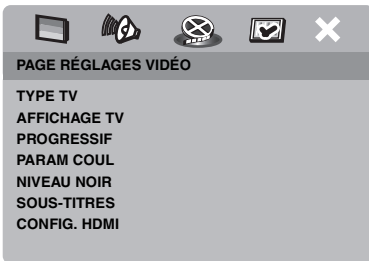 PAGE RÉGLAGES VIDÉO
TYPE TV
AFFICHAGE TV
PROGRESSIF
PARAM COUL
NIVEAU NOIR
SOUS-TITRES
CONFIG. HDMI